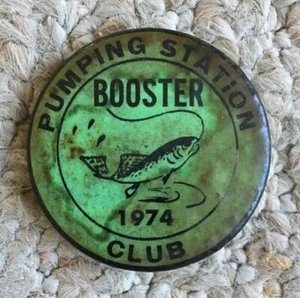 PUMPING STATION
BOOSTER
1974
CLUB